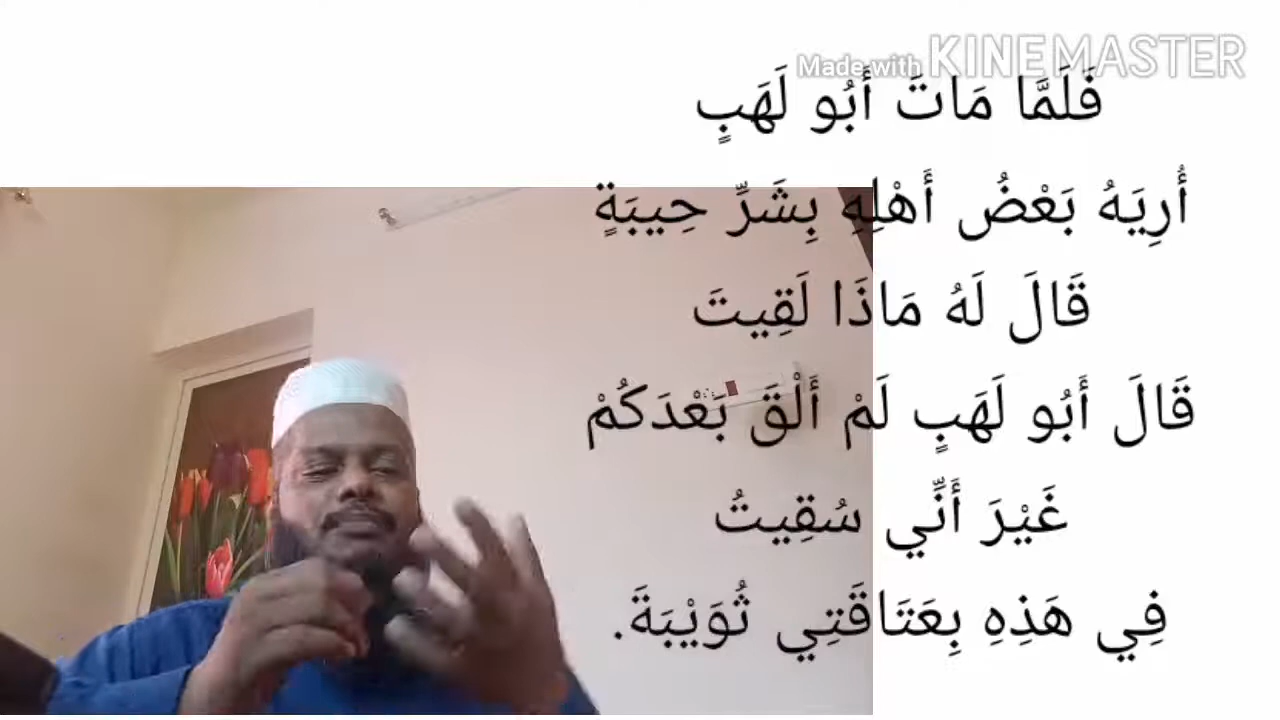 Made with KINEMASTER
فَلَمَّا مَاتَ أَبُو لَهَبٍ
أُرِيَهُ بَعْضُ أَهْلِهِ بِشَرِّ حِيبَةٍ
قَالَ لَهُ مَاذَا لَقِيتَ
قَالَ أَبُو لَهَبٍ لَمْ أَلْقَ بَعْدَكُمْ
غَيْرَ أَنِّي سُقِيتُ
فِي هَذِهِ بِعَتَاقَتِي ثُوَيْبَةَ.